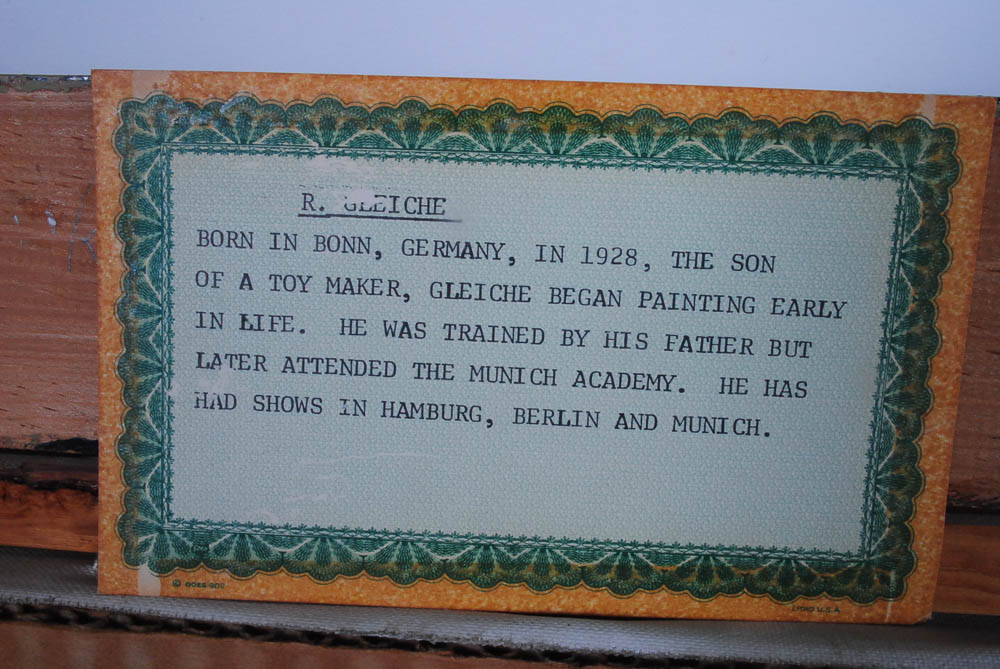 R. GLEICHE
BORN IN BONN, GERMANY, IN 1928, THE SON
OF A TOY MAKER, GLEICHE BEGAN PAINTING EARLY
IN LIFE. HE WAS TRAINED BY HIS FATHER BUT
LATER ATTENDED THE MUNICH ACADEMY. HE HAS
HAD SHOWS IN HAMBURG, BERLIN AND MUNICH.
© GOES
U.S.A.